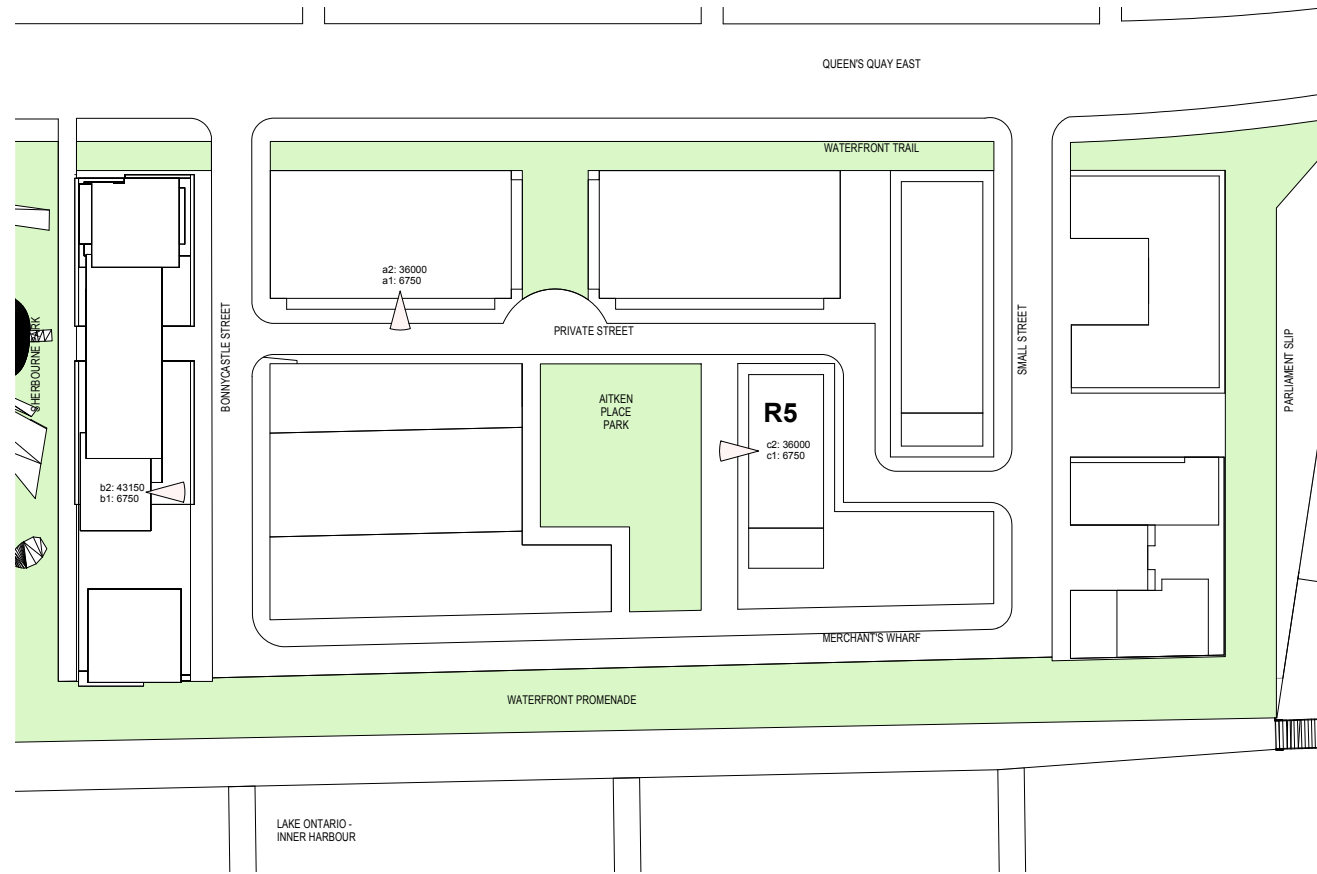 QUEEN'S QUAY EAST
WATERFRONT TRAIL
a2: 36000
a1: 6750
SHERBOURNE PARK
BONNYCASTLE STREET
PRIVATE STREET
SMALL STREET
PARLIAMENT SLIP
AITKEN
PLACE
PARK
R5
c2: 36000
c1: 6750
b2: 43150
b1: 6750
MERCHANT'S WHARF
WATERFRONT PROMENADE
LAKE ONTARIO -
INNER HARBOUR